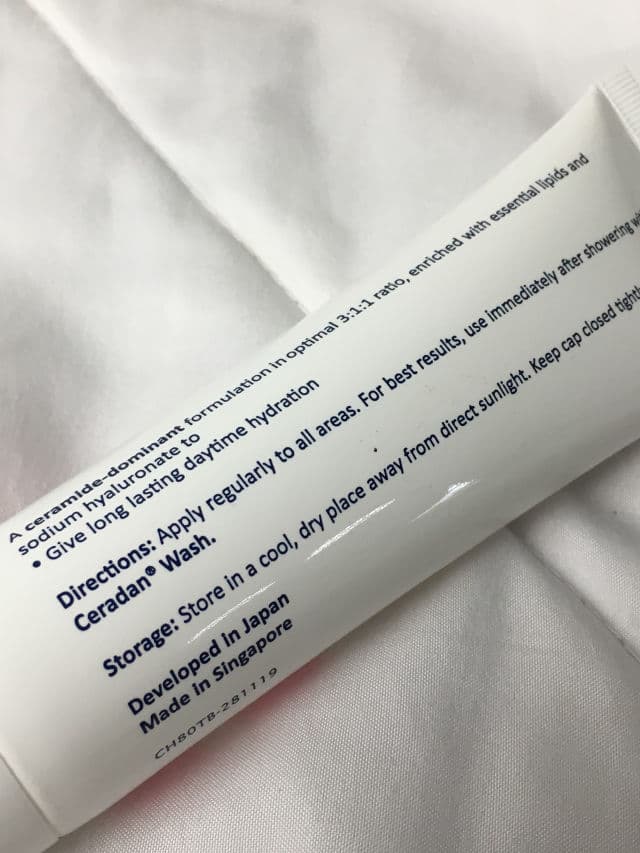 A ceramide-dominant formulation in optimal 3:1:1 ratio, enriched with essential lipids and
sodium hyaluronate to
• Give long lasting daytime hydration
Directions: Apply regularly to all areas. For best results, use immediately after showering
Ceradan® Wash.
Storage: Store in a cool, dry place away from direct sunlight. Keep cap closed
Developed in Japan
Made in Singapore
CH80TB-281119